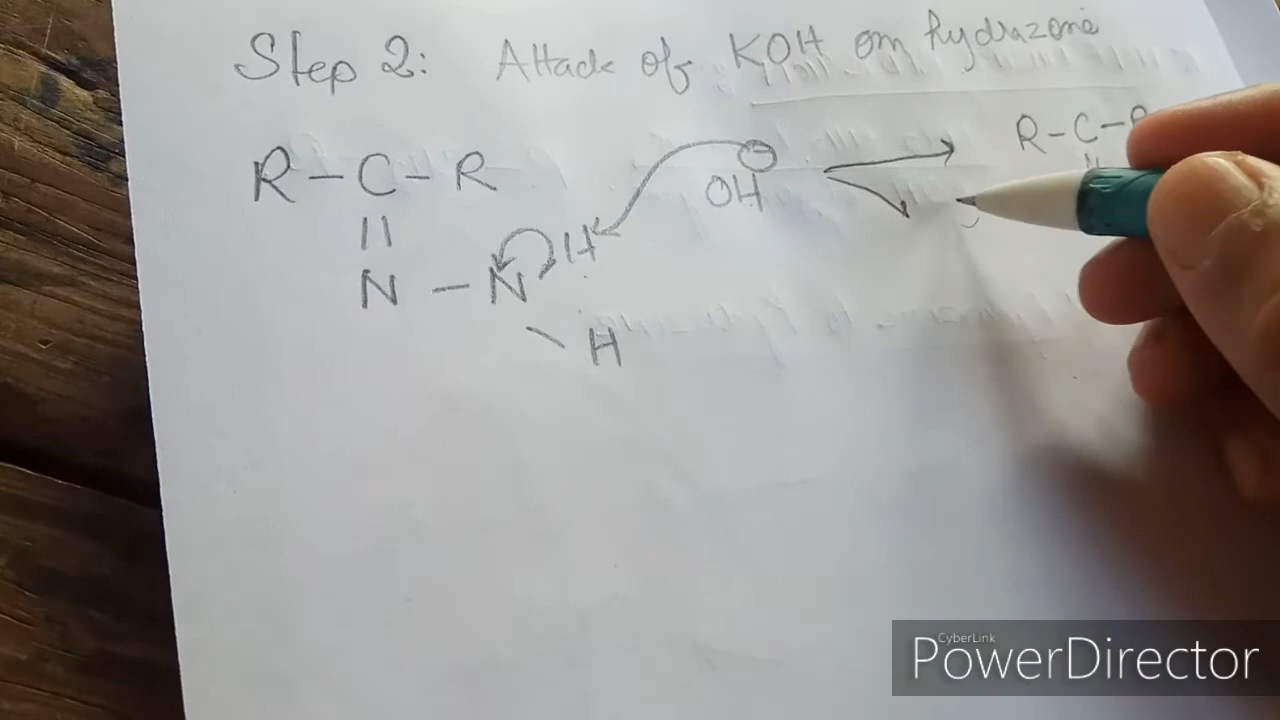 Step 2: Attack of KOH on hydrazone
R-C-R
R-C-R
||
OH
N-N
H
H
CyberLink
PowerDirector